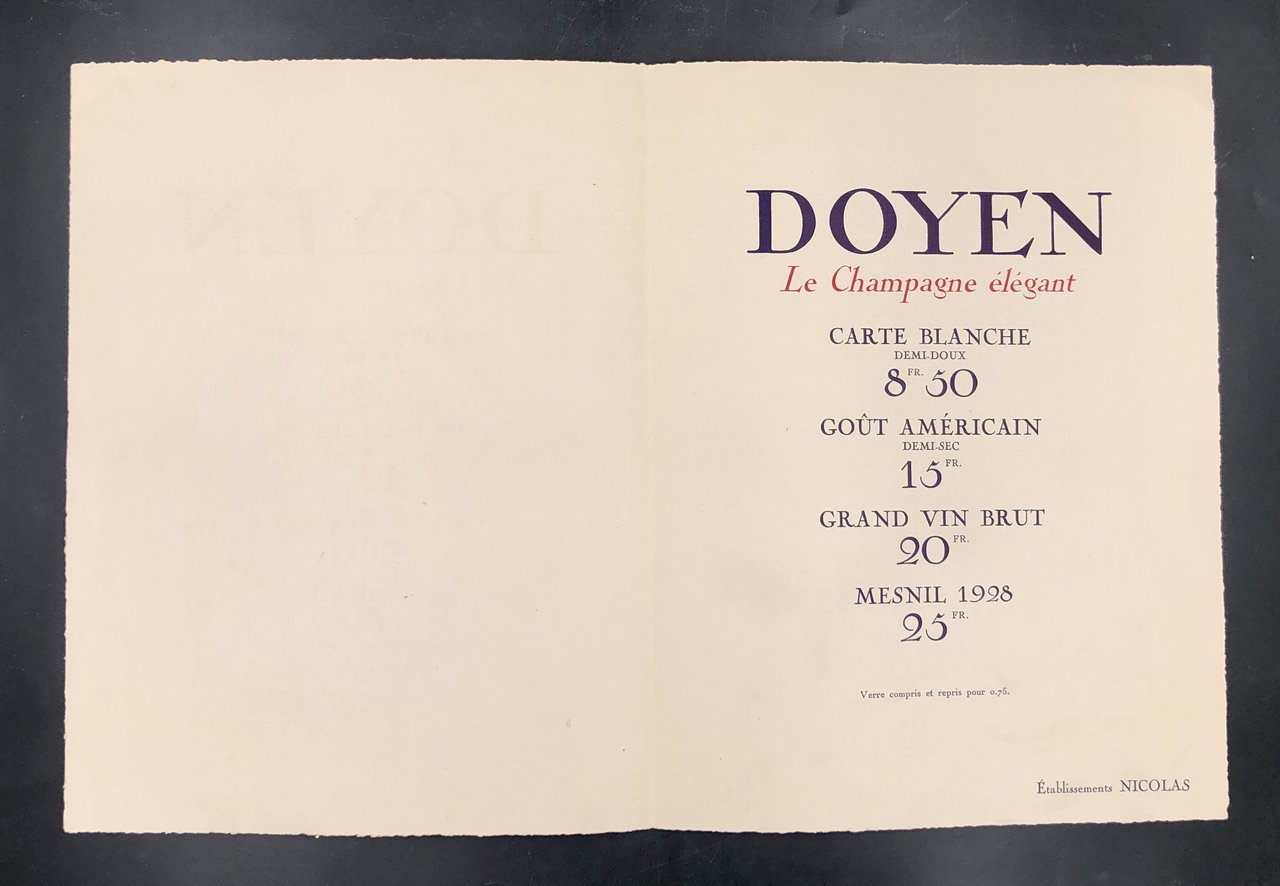 DOYEN
Le Champagne élégant
CARTE BLANCHE
DEMI-DOUX
8 FR. 50
GOÛT AMÉRICAIN
DEMI-SEC
15 FR.
GRAND VIN BRUT
20 FR.
MESNIL 1928
25 FR.
Verre compris et repris pour 0.75.
Établissements NICOLAS